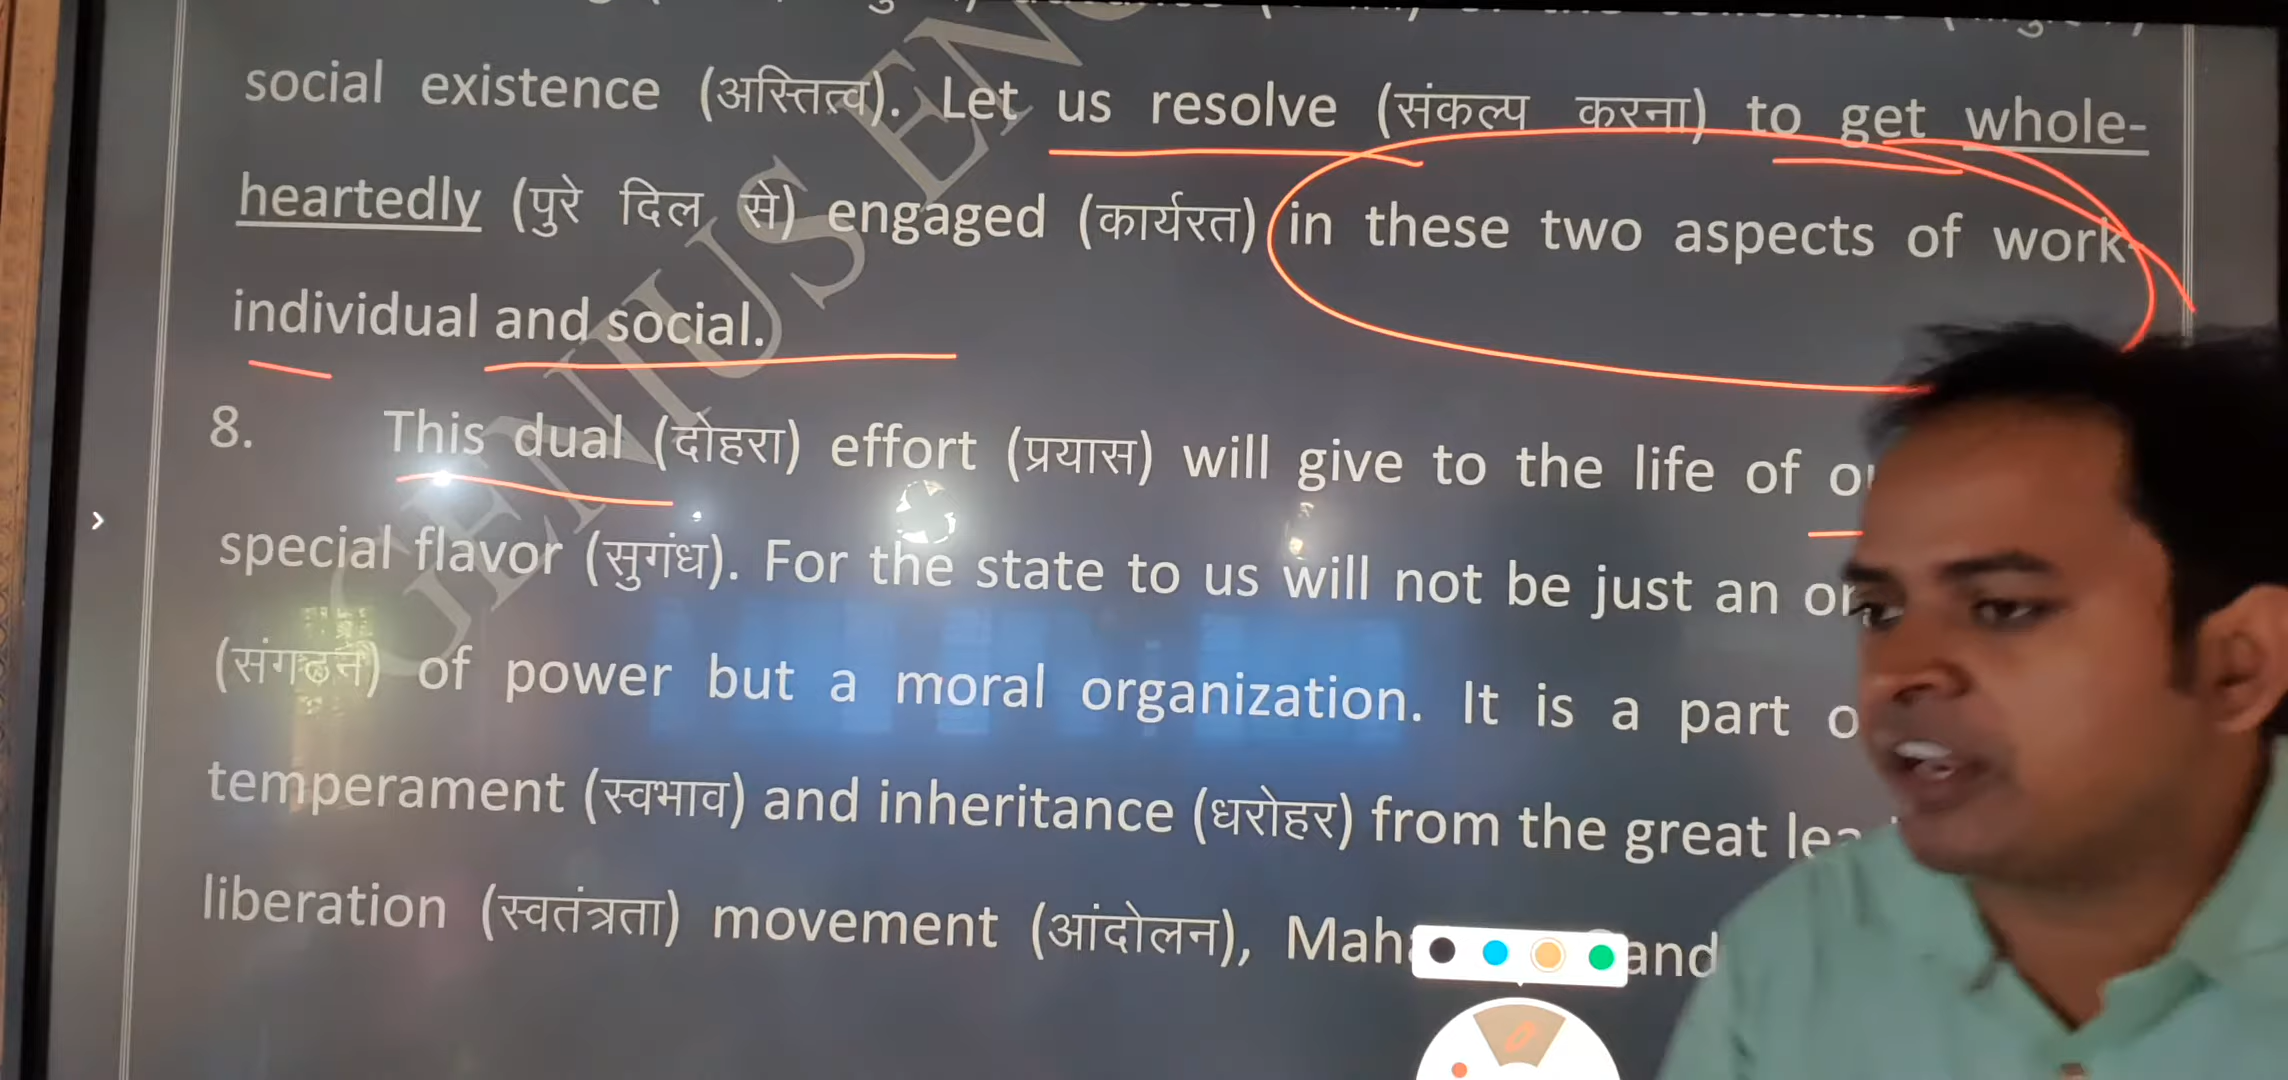 social existence (अस्तित्व). Let us resolve (संकल्प करना) to get whole-
heartedly (पुरे दिल से) engaged (कार्यरत) in these two aspects of work-
individual and social.
8. This dual (दोहरा) effort (प्रयास) will give to the life of
special flavor (सुगंध). For the state to us will not be just an
(संगठन) of power but a moral organization. It is a part
temperament (स्वभाव) and inheritance (धरोहर) from the great
liberation (स्वतंत्रता) movement (आंदोलन),
GENIUS